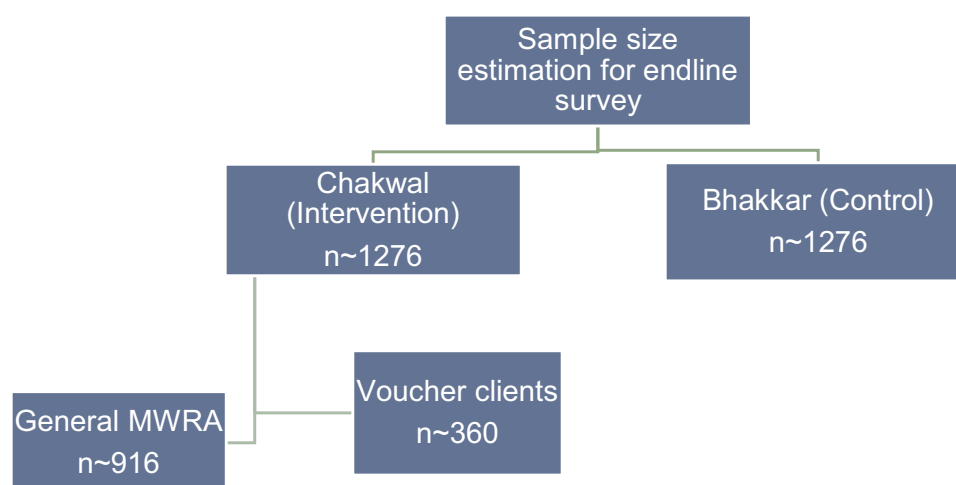 Sample size
estimation for endline
survey
Chakwal
(Intervention)
n~1276
Bhakkar (Control)
n~1276
Voucher clients
n~360
General MWRA
n~916